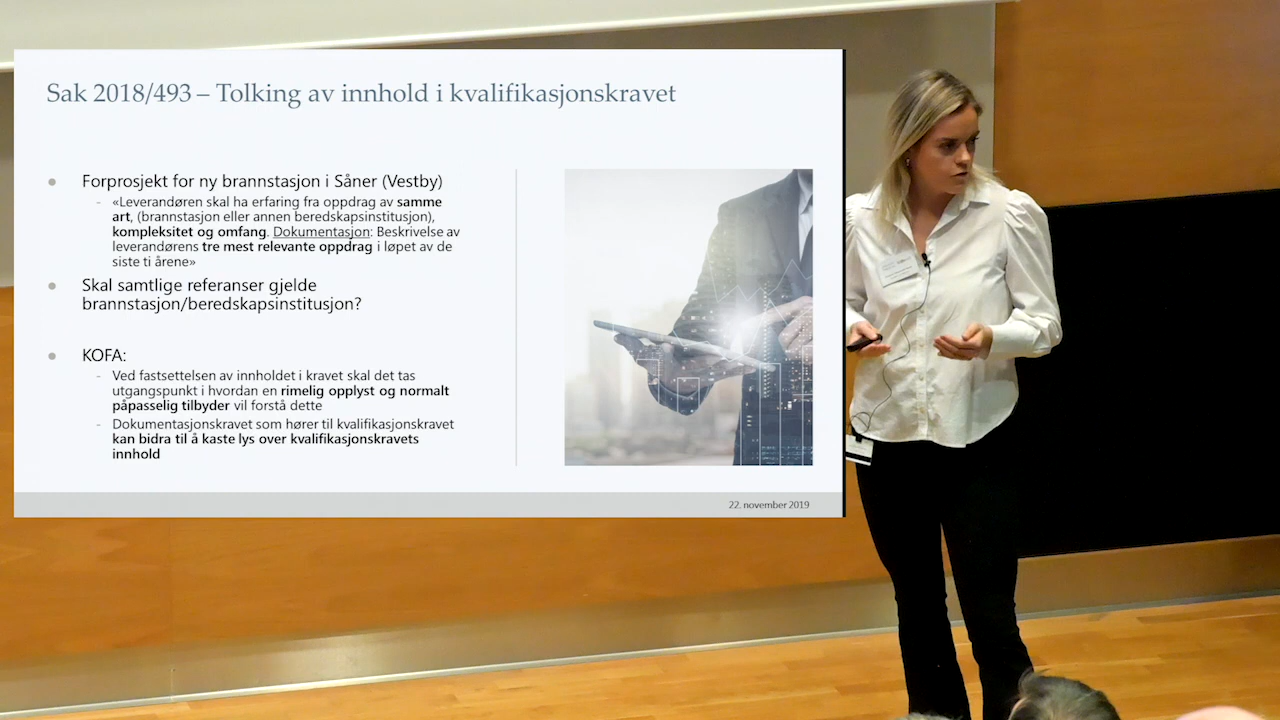 Sak 2018/493 – Tolking av innhold i kvalifikasjonskravet
Forprosjekt for ny brannstasjon i Såner (Vestby)
- «Leverandøren skal ha erfaring fra oppdrag av samme
art, (brannstasjon eller annen beredskapsinstitusjon),
kompleksitet og omfang. Dokumentasjon: Beskrivelse av
leverandørens tre mest relevante oppdrag i løpet av de
siste ti årene»
Skal samtlige referanser gjelde
brannstasjon/beredskapsinstitusjon?
KOFA:
- Ved fastsettelsen av innholdet i kravet skal det tas
utgangspunkt i hvordan en rimelig opplyst og normalt
påpasselig tilbyder vil forstå dette
- Dokumentasjonskravet som hører til kvalifikasjonskravet
kan bidra til å kaste lys over kvalifikasjonskravets
innhold
22. november 2019